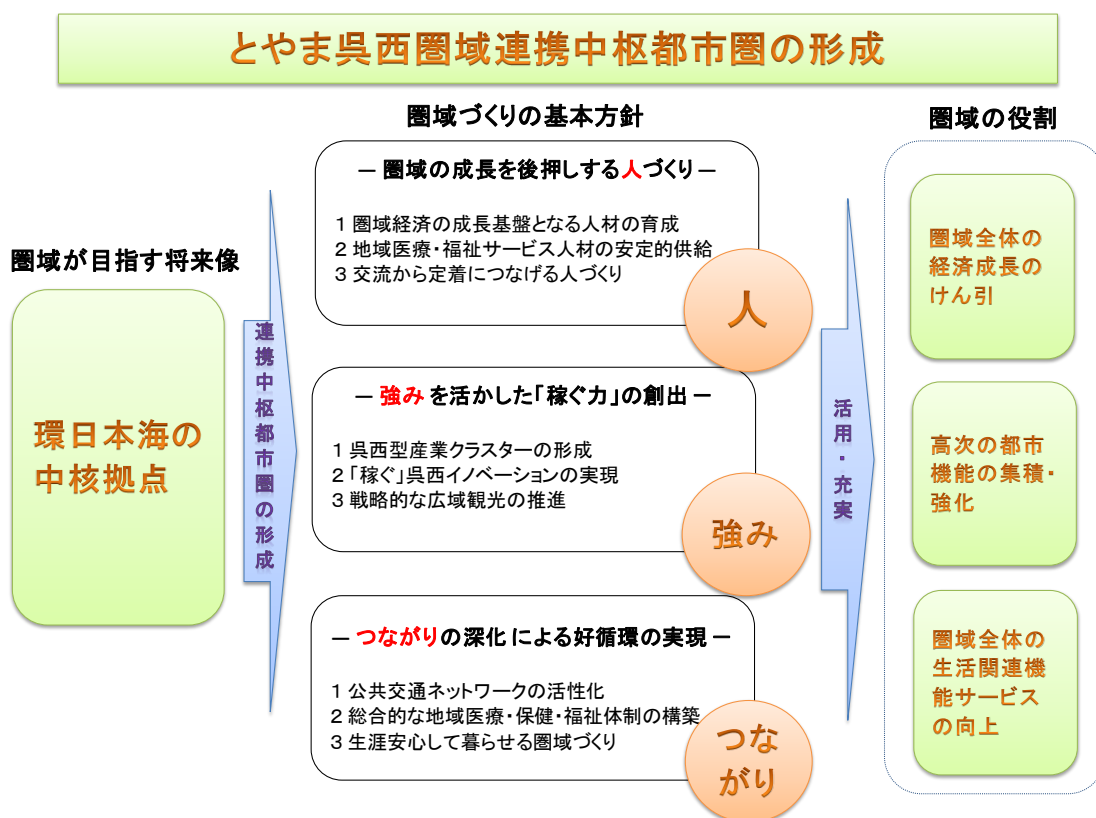 とやま呉西圏域連携中枢都市圏の形成
圏域が目指す将来像
環日本海の
中核拠点
連携中枢都市圏の形成
圏域づくりの基本方針
― 圏域の成長を後押しする人づくり ―
1 圏域経済の成長基盤となる人材の育成
2 地域医療・福祉サービス人材の安定的供給
3 交流から定着につなげる人づくり
人
― 強みを活かした「稼ぐ力」の創出 ―
1 呉西型産業クラスターの形成
2 「稼ぐ」呉西イノベーションの実現
3 戦略的な広域観光の推進
強み
― つながりの深化による好循環の実現 ―
1 公共交通ネットワークの活性化
2 総合的な地域医療・保健・福祉体制の構築
3 生涯安心して暮らせる圏域づくり
つな
がり
活用・充実
圏域の役割
圏域全体の
経済成長の
けん引
高次の都市
機能の集積・
強化
圏域全体の
生活関連機
能サービス
の向上